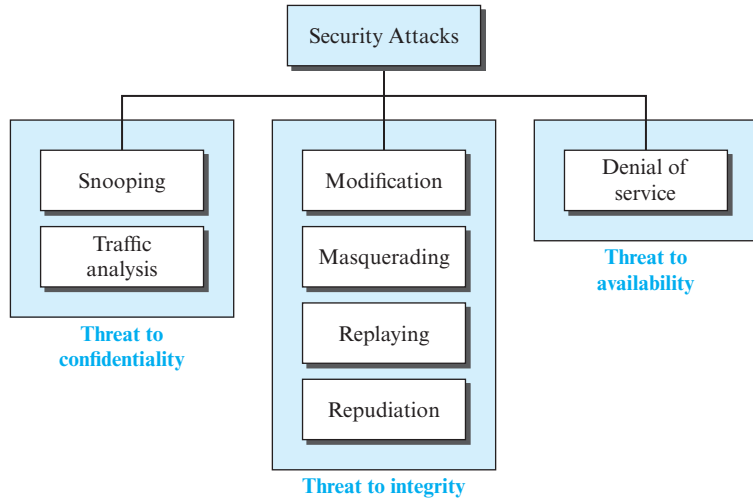 Security Attacks
Snooping
Traffic
analysis
Threat to
confidentiality
Modification
Masquerading
Replaying
Repudiation
Threat to integrity
Denial of
service
Threat to
availability